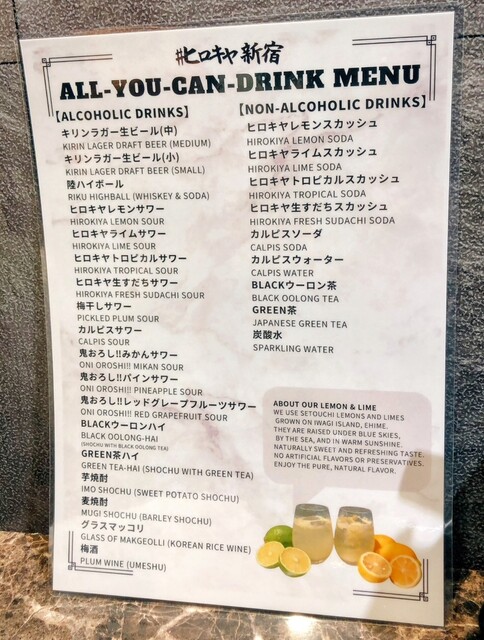 #ヒロキヤ新宿
ALL-YOU-CAN-DRINK MENU
【ALCOHOLIC DRINKS】
キリンラガー生ビール(中)
KIRIN LAGER DRAFT BEER (MEDIUM)
キリンラガー生ビール(小)
KIRIN LAGER DRAFT BEER (SMALL)
陸ハイボール
RIKU HIGHBALL (WHISKEY & SODA)
ヒロキヤレモンサワー
HIROKIYA LEMON SOUR
ヒロキヤライムサワー
HIROKIYA LIME SOUR
ヒロキヤトロピカルサワー
HIROKIYA TROPICAL SOUR
ヒロキヤ生すだちサワー
HIROKIYA FRESH SUDACHI SOUR
梅干しサワー
PICKLED PLUM SOUR
カルピスサワー
CALPIS SOUR
鬼おろし!!みかんサワー
ONI OROSHI!! MIKAN SOUR
鬼おろし!!パインサワー
ONI OROSHI!! PINEAPPLE SOUR
鬼おろし!!レッドグレープフルーツサワー
ONI OROSHI!! RED GRAPEFRUIT SOUR
BLACKウーロンハイ
BLACK OOLONG-HAI
(SHOCHU WITH BLACK OOLONG TEA)
GREEN茶ハイ
GREEN TEA-HAI (SHOCHU WITH GREEN TEA)
芋焼酎
IMO SHOCHU (SWEET POTATO SHOCHU)
麦焼酎
MUGI SHOCHU (BARLEY SHOCHU)
グラスマッコリ
GLASS OF MAKGEOLLI (KOREAN RICE WINE)
梅酒
PLUM WINE (UMESHU)
【NON-ALCOHOLIC DRINKS】
ヒロキヤレモンスカッシュ
HIROKIYA LEMON SODA
ヒロキヤライムスカッシュ
HIROKIYA LIME SODA
ヒロキヤトロピカルスカッシュ
HIROKIYA TROPICAL SODA
ヒロキヤ生すだちスカッシュ
HIROKIYA FRESH SUDACHI SODA
カルピスソーダ
CALPIS SODA
カルピスウォーター
CALPIS WATER
BLACKウーロン茶
BLACK OOLONG TEA
GREEN茶
JAPANESE GREEN TEA
炭酸水
SPARKLING WATER
ABOUT OUR LEMON & LIME
WE USE SETOUCHI LEMONS AND LIMES
GROWN ON IWAGI ISLAND, EHIME.
THEY ARE RAISED UNDER BLUE SKIES,
BY THE SEA, AND IN WARM SUNSHINE.
NATURALLY SWEET AND REFRESHING TASTE.
NO ARTIFICIAL FLAVORS OR PRESERVATIVES.
ENJOY THE PURE, NATURAL FLAVOR.